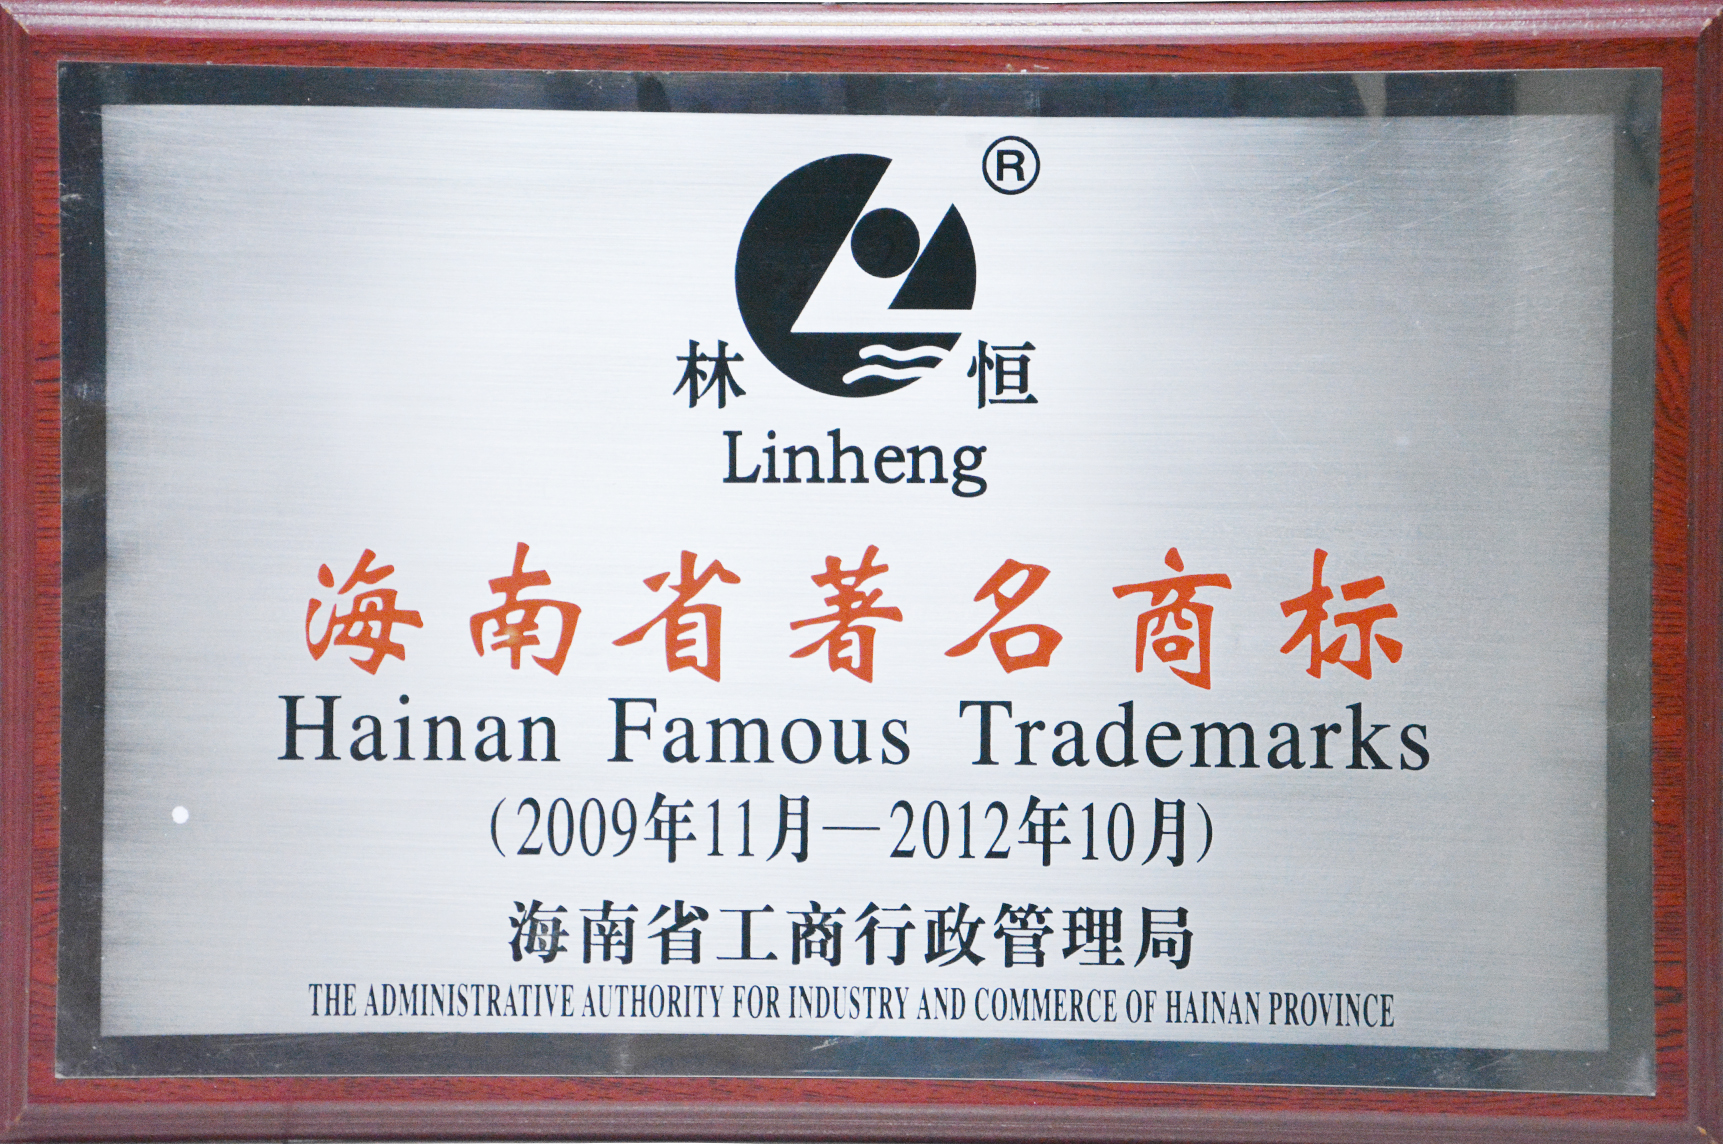 ®
林 恒
Linheng
海南省著名商标
Hainan Famous Trademarks
(2009年11月—2012年10月)
海南省工商行政管理局
THE ADMINISTRATIVE AUTHORITY FOR INDUSTRY AND COMMERCE OF HAINAN PROVINCE